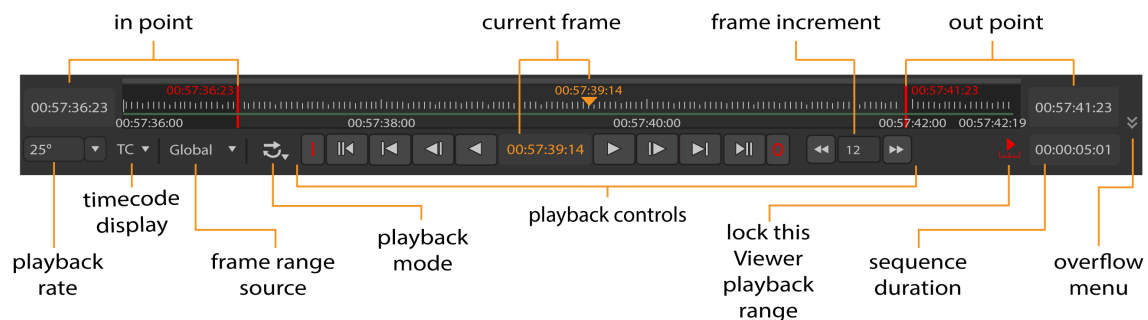 in point
current frame
frame increment
out point
00:57:36:23
00:57:39:14
00:57:41:23
00:57:36:23
00:57:41:23
00:57:36:00
00:57:38:00
00:57:40:00
00:57:42:00
00:57:42:19
25°
TC
Global
I
00:57:39:14
O
12
00:00:05:01
timecode
display
playback controls
playback
mode
lock this
Viewer
playback
range
playback
rate
frame range
source
sequence
duration
overflow
menu